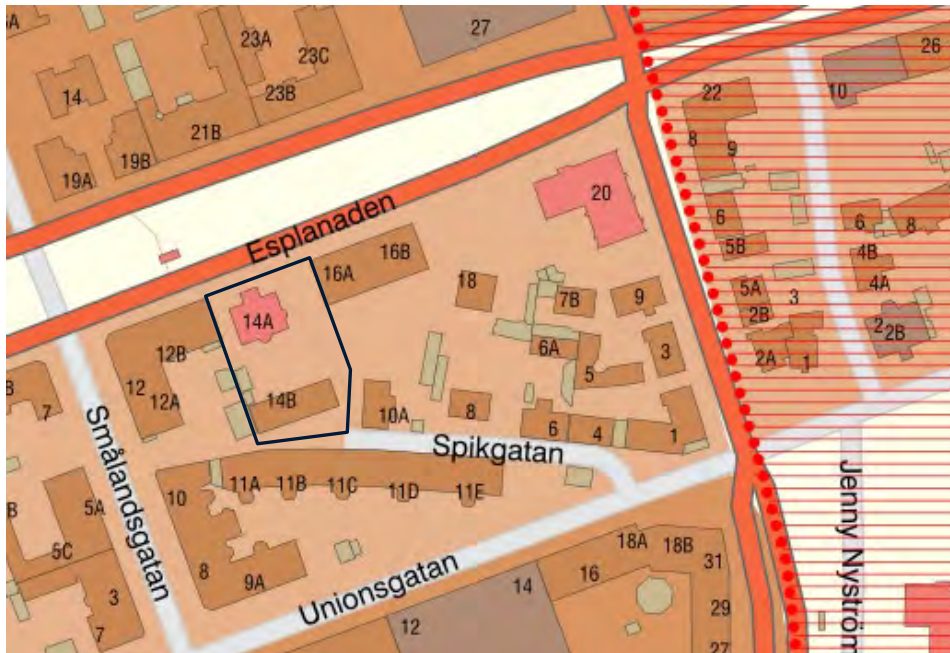 27
23A
23C
23B
21B
14
19B
19A
26
10
22
8
9
6
5B
6
8
4B
4A
5A
2B
3
2A
1
2
2B
20
Esplanaden
16B
16A
14A
18
7B
9
6A
5
3
12B
12
12A
14B
10A
8
6
4
1
7
Spikgatan
Smålandsgatan
10
11A
11B
11C
11D
11E
5A
5C
8
9A
3
7
Unionsgatan
18A
18B
16
14
12
31
29
27
Jenny Nyström